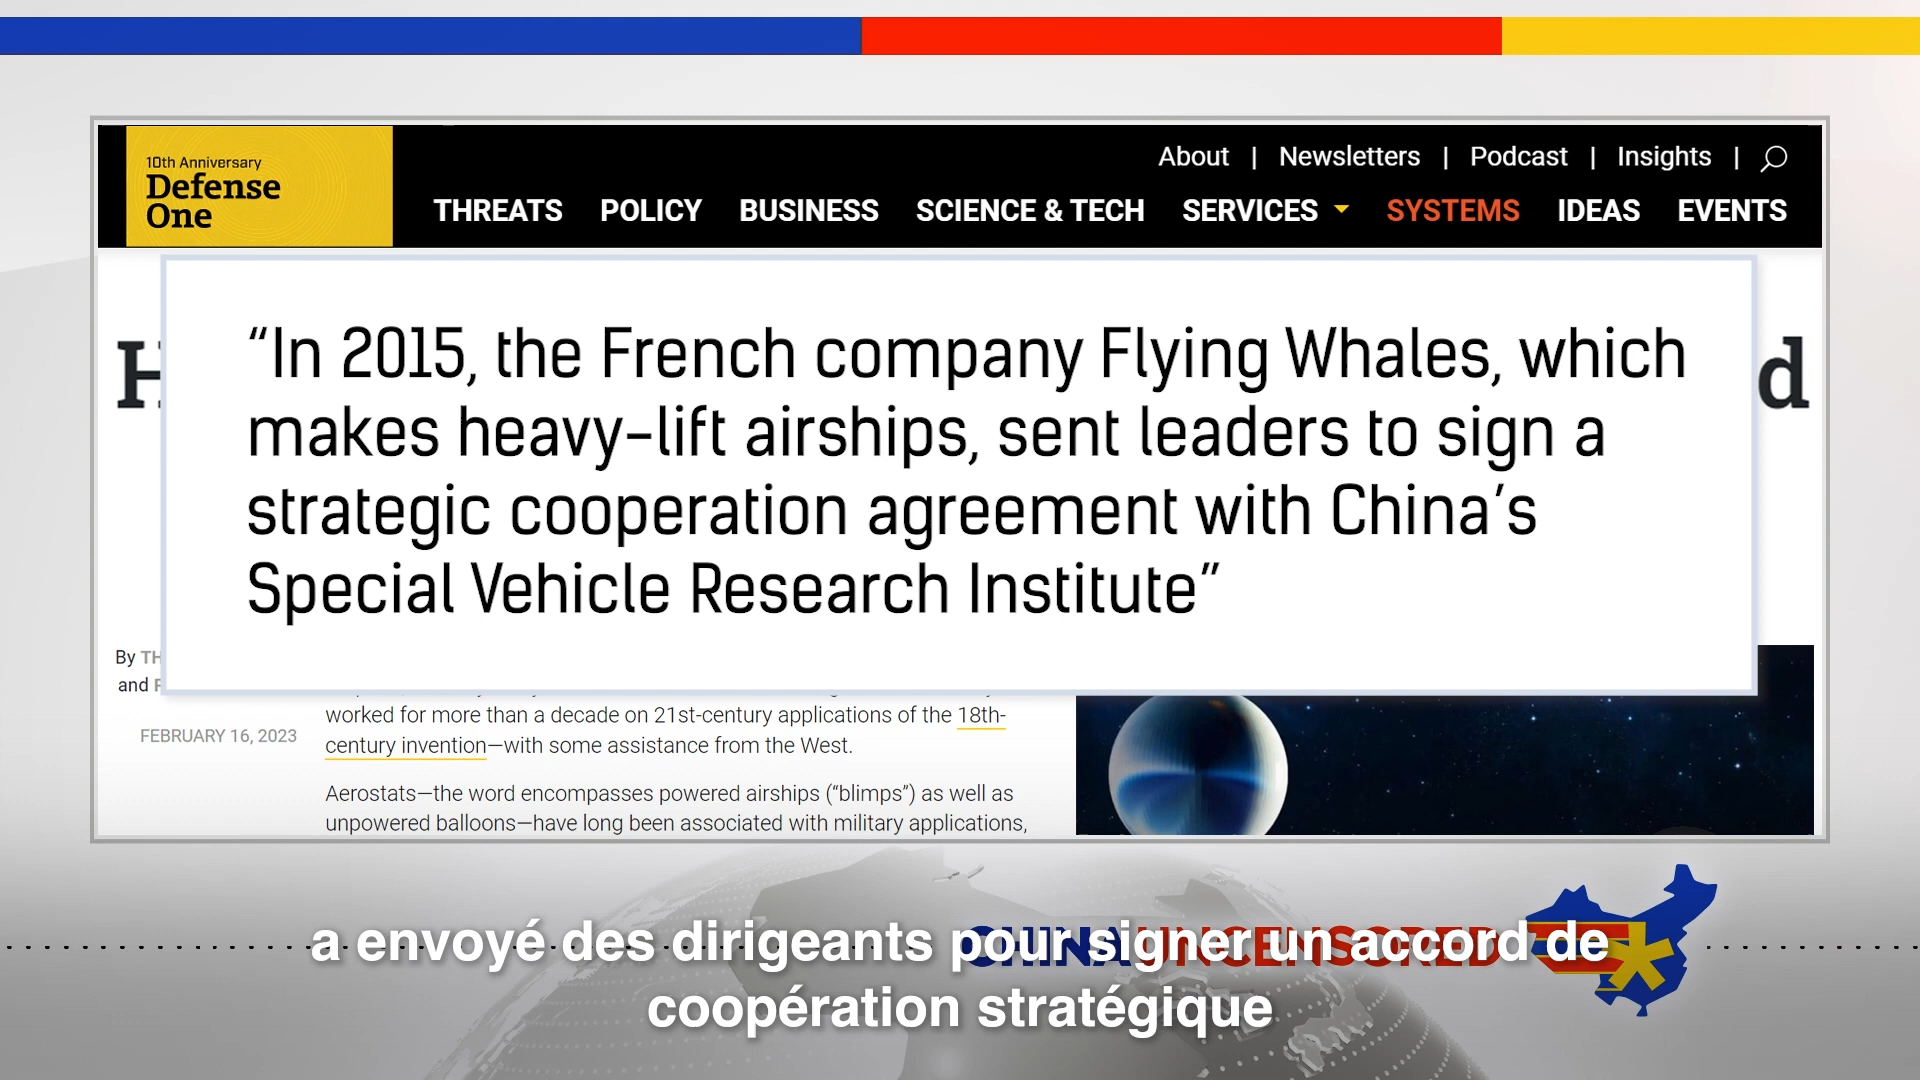 About | Newsletters | Podcast | Insights |
10th Anniversary
Defense
One
THREATS POLICY BUSINESS SCIENCE & TECH SERVICES SYSTEMS IDEAS EVENTS
“In 2015, the French company Flying Whales, which
makes heavy-lift airships, sent leaders to sign a
strategic cooperation agreement with China’s
Special Vehicle Research Institute”
By
and
FEBRUARY 16, 2023
worked for more than a decade on 21st-century applications of the 18th-
century invention—with some assistance from the West.
Aerostats—the word encompasses powered airships (“blimps”) as well as
unpowered balloons—have long been associated with military applications,
CHINA UNCENSORED
a envoyé des dirigeants pour signer un accord de
coopération stratégique